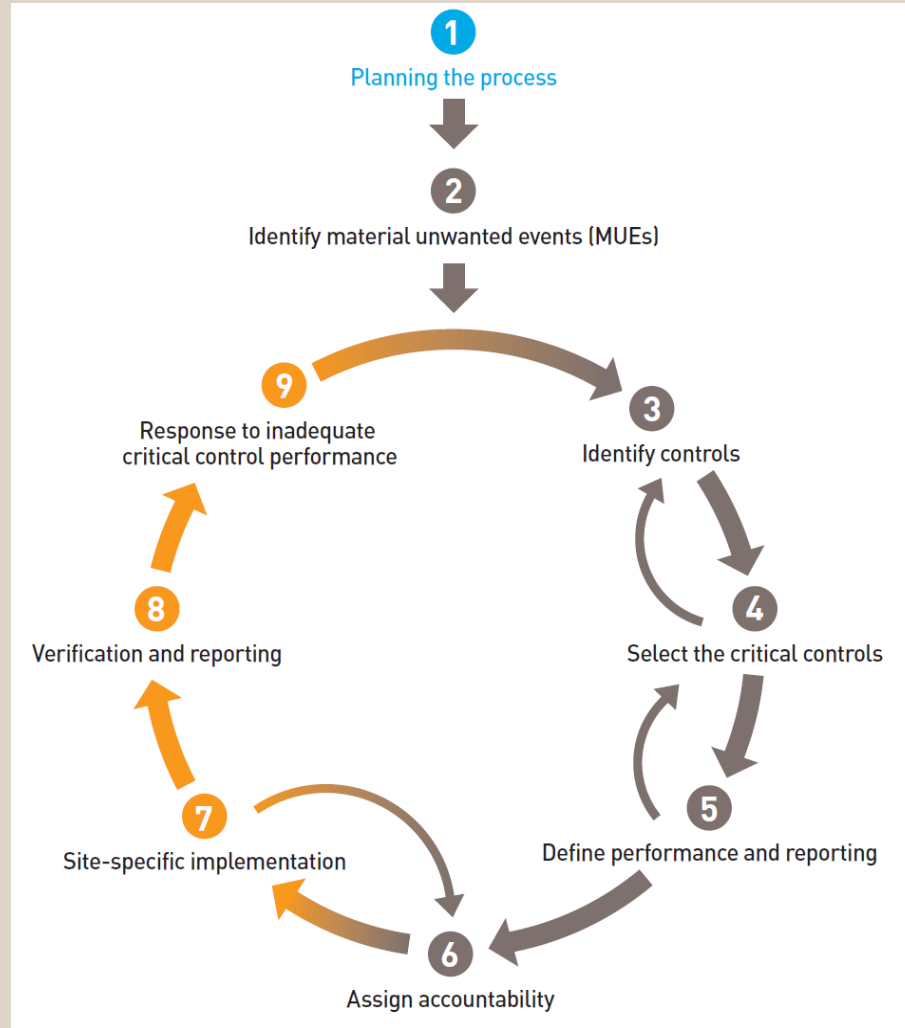 1
Planning the process
2
Identify material unwanted events (MUEs)
9
Response to inadequate
critical control performance
3
Identify controls
8
Verification and reporting
4
Select the critical controls
7
Site-specific implementation
5
Define performance and reporting
6
Assign accountability